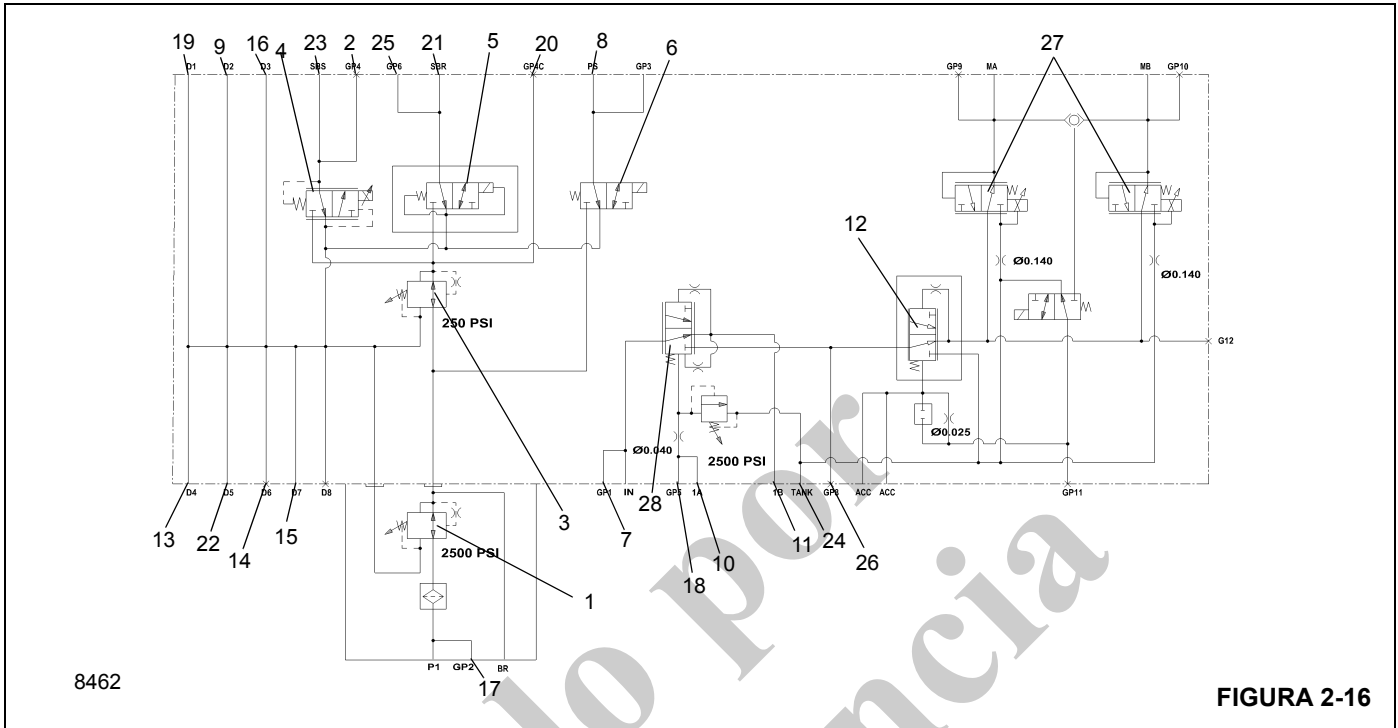 19 9 16 4 23 2 25 21 5 20 8 6 27
D1 D2 D3 SBS GP4 GP6 SBR GP4C PS GP3 GP9 MA MB GP10
12
Ø0.140
Ø0.140
250 PSI
G12
Ø0.025
Ø0.040
2500 PSI
D4 D5 D6 D7 D8 GP1 IN GP5 1A 1B TANK GP8 ACC ACC GP11
28
13 22 14 15 3 7 18 10 11 24 26
2500 PSI
1
P1 GP2 BR
17
8462
FIGURA 2-16
lo por
ncia